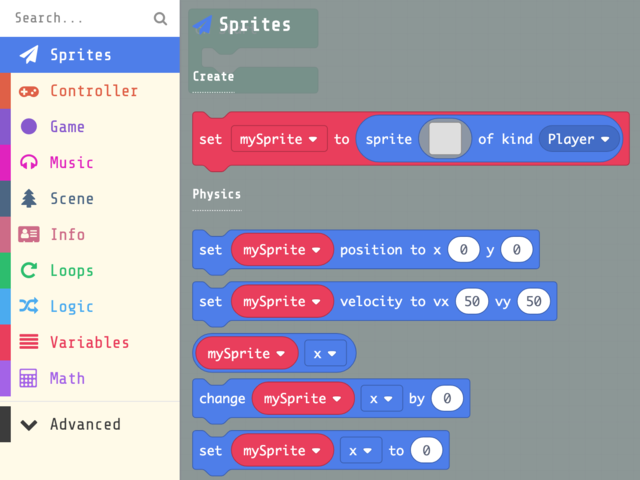 Search...
Sprites
Controller
Game
Music
Scene
Info
Loops
Logic
Variables
Math
Advanced
Sprites
Create
set mySprite to sprite of kind Player
Physics
set mySprite position to x 0 y 0
set mySprite velocity to vx 50 vy 50
mySprite x
change mySprite x by 0
set mySprite x to 0